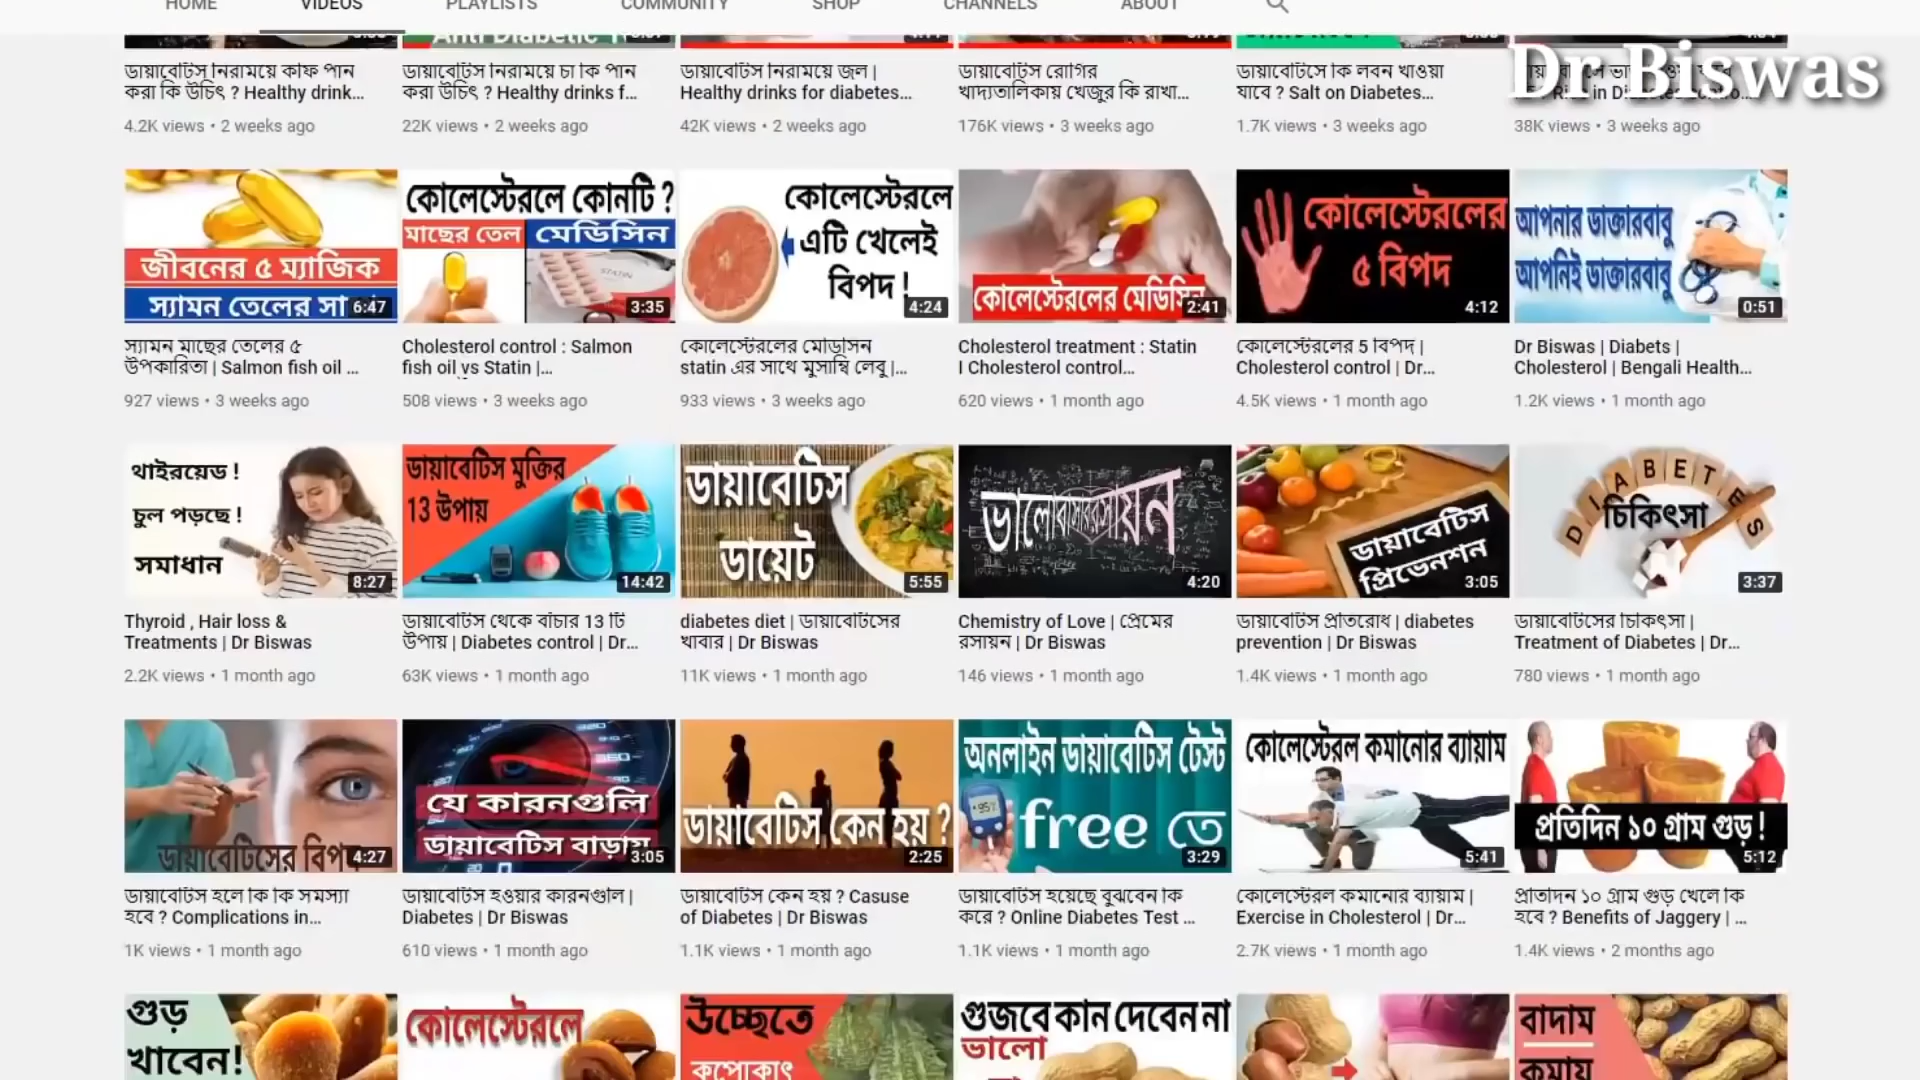 HOME VIDEOS PLAYLISTS COMMUNITY SHOP CHANNELS ABOUT
Dr Biswas
ডায়াবেটিস নিরাময়ে কফি পান
করা কি উচিৎ ? Healthy drink...
4.2K views • 2 weeks ago
ডায়াবেটিস নিরাময়ে চা কি পান
করা উচিৎ ? Healthy drinks f...
22K views • 2 weeks ago
ডায়াবেটিস নিরাময়ে জল |
Healthy drinks for diabetes...
42K views • 2 weeks ago
ডায়াবেটিস রোগির
খাদ্যতালিকায় খেজুর কি রাখা...
176K views • 3 weeks ago
ডায়াবেটিসে কি লবন খাওয়া
যাবে ? Salt on Diabetes...
1.7K views • 3 weeks ago
38K views • 3 weeks ago
জীবনের ৫ ম্যাজিক
স্যামন তেলের সা
6:47
স্যামন মাছের তেলের ৫
উপকারিতা | Salmon fish oil ...
927 views • 3 weeks ago
কোলেস্টেরলে কোনটি ?
মাছের তেল মেডিসিন
STATIN
3:35
Cholesterol control : Salmon
fish oil vs Statin |...
508 views • 3 weeks ago
কোলেস্টেরলে
এটি খেলেই
বিপদ !
4:24
কোলেস্টেরলের মেডিসিন
statin এর সাথে মুসাম্বি লেবু |...
933 views • 3 weeks ago
কোলেস্টেরলের মেডিসিন
2:41
Cholesterol treatment : Statin
I Cholesterol control...
620 views • 1 month ago
কোলেস্টেরলের
৫ বিপদ
4:12
কোলেস্টেরলের 5 বিপদ |
Cholesterol control | Dr...
4.5K views • 1 month ago
আপনার ডাক্তারবাবু
আপনিই ডাক্তারবাবু
0:51
Dr Biswas | Diabets |
Cholesterol | Bengali Health...
1.2K views • 1 month ago
থাইরয়েড !
চুল পড়ছে !
সমাধান
8:27
Thyroid , Hair loss &
Treatments | Dr Biswas
2.2K views • 1 month ago
ডায়াবেটিস মুক্তির
13 উপায়
14:42
ডায়াবেটিস থেকে বাঁচার 13 টি
উপায় | Diabetes control | Dr...
63K views • 1 month ago
ডায়াবেটিস
ডায়েট
5:55
diabetes diet | ডায়াবেটিসের
খাবার | Dr Biswas
11K views • 1 month ago
ভালোবাসার রসায়ন
4:20
Chemistry of Love | প্রেমের
রসায়ন | Dr Biswas
146 views • 1 month ago
ডায়াবেটিস
প্রিভেনশন
3:05
ডায়াবেটিস প্রতিরোধ | diabetes
prevention | Dr Biswas
1.4K views • 1 month ago
DIABETES
চিকিৎসা
3:37
ডায়াবেটিসের চিকিৎসা |
Treatment of Diabetes | Dr...
780 views • 1 month ago
ডায়াবেটিসের বিপদ
4:27
ডায়াবেটিস হলে কি কি সমস্যা
হবে ? Complications in...
1K views • 1 month ago
যে কারনগুলি
ডায়াবেটিস বাড়ায়
3:05
ডায়াবেটিস হওয়ার কারনগুলি |
Diabetes | Dr Biswas
610 views • 1 month ago
ডায়াবেটিস কেন হয় ?
2:25
ডায়াবেটিস কেন হয় ? Casuse
of Diabetes | Dr Biswas
1.1K views • 1 month ago
অনলাইন ডায়াবেটিস টেস্ট
free তে
3:29
ডায়াবেটিস হয়েছে বুঝবেন কি
করে ? Online Diabetes Test ...
1.1K views • 1 month ago
কোলেস্টেরল কমানোর ব্যায়াম
5:41
কোলেস্টেরল কমানোর ব্যায়াম |
Exercise in Cholesterol | Dr...
2.7K views • 1 month ago
প্রতিদিন ১০ গ্রাম গুড় !
5:12
প্রতিদিন ১০ গ্রাম গুড় খেলে কি
হবে ? Benefits of Jaggery | ...
1.4K views • 2 months ago
গুড়
খাবেন!
কোলেস্টেরলে
উচ্ছেতে
কুপোকাৎ
গুজবে কান দেবেন না
ভালো
বাদাম
কমায়